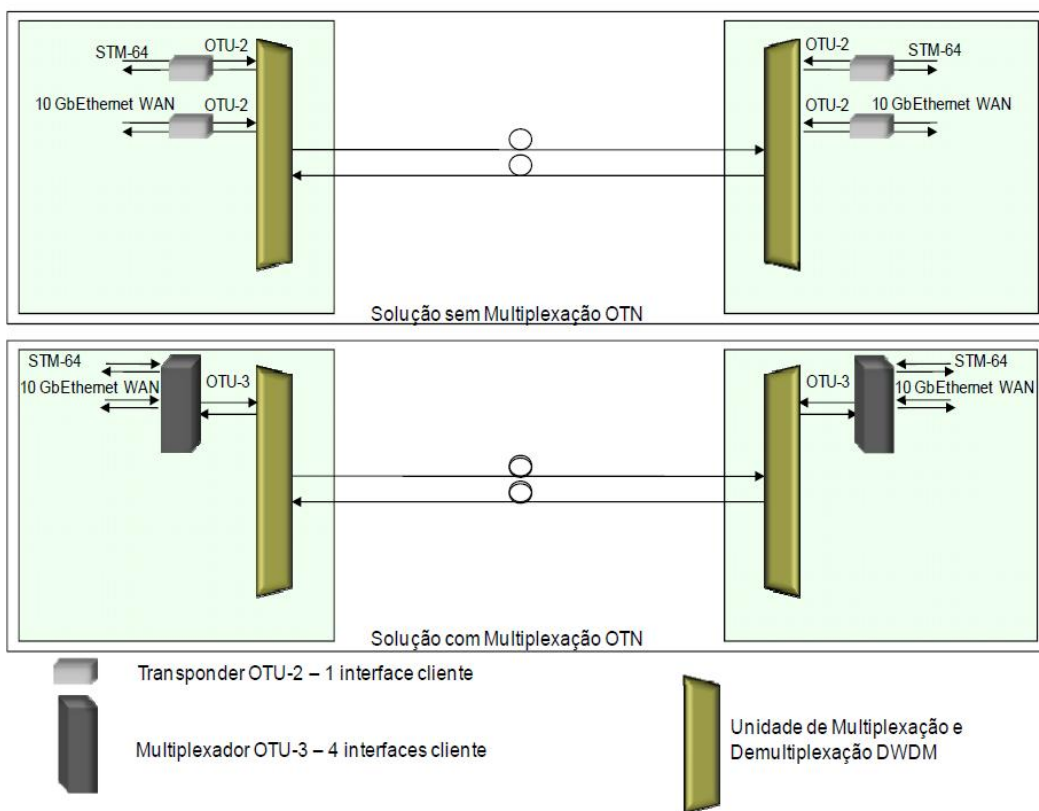 STM-64
OTU-2
10 GbEthernet WAN
OTU-2
OTU-2
STM-64
OTU-2
10 GbEthernet WAN
Solução sem Multiplexação OTN
STM-64
10 GbEthernet WAN
OTU-3
OTU-3
STM-64
10 GbEthernet WAN
Solução com Multiplexação OTN
Transponder OTU-2 – 1 interface cliente
Multiplexador OTU-3 – 4 interfaces cliente
Unidade de Multiplexação e
Demultiplexação DWDM